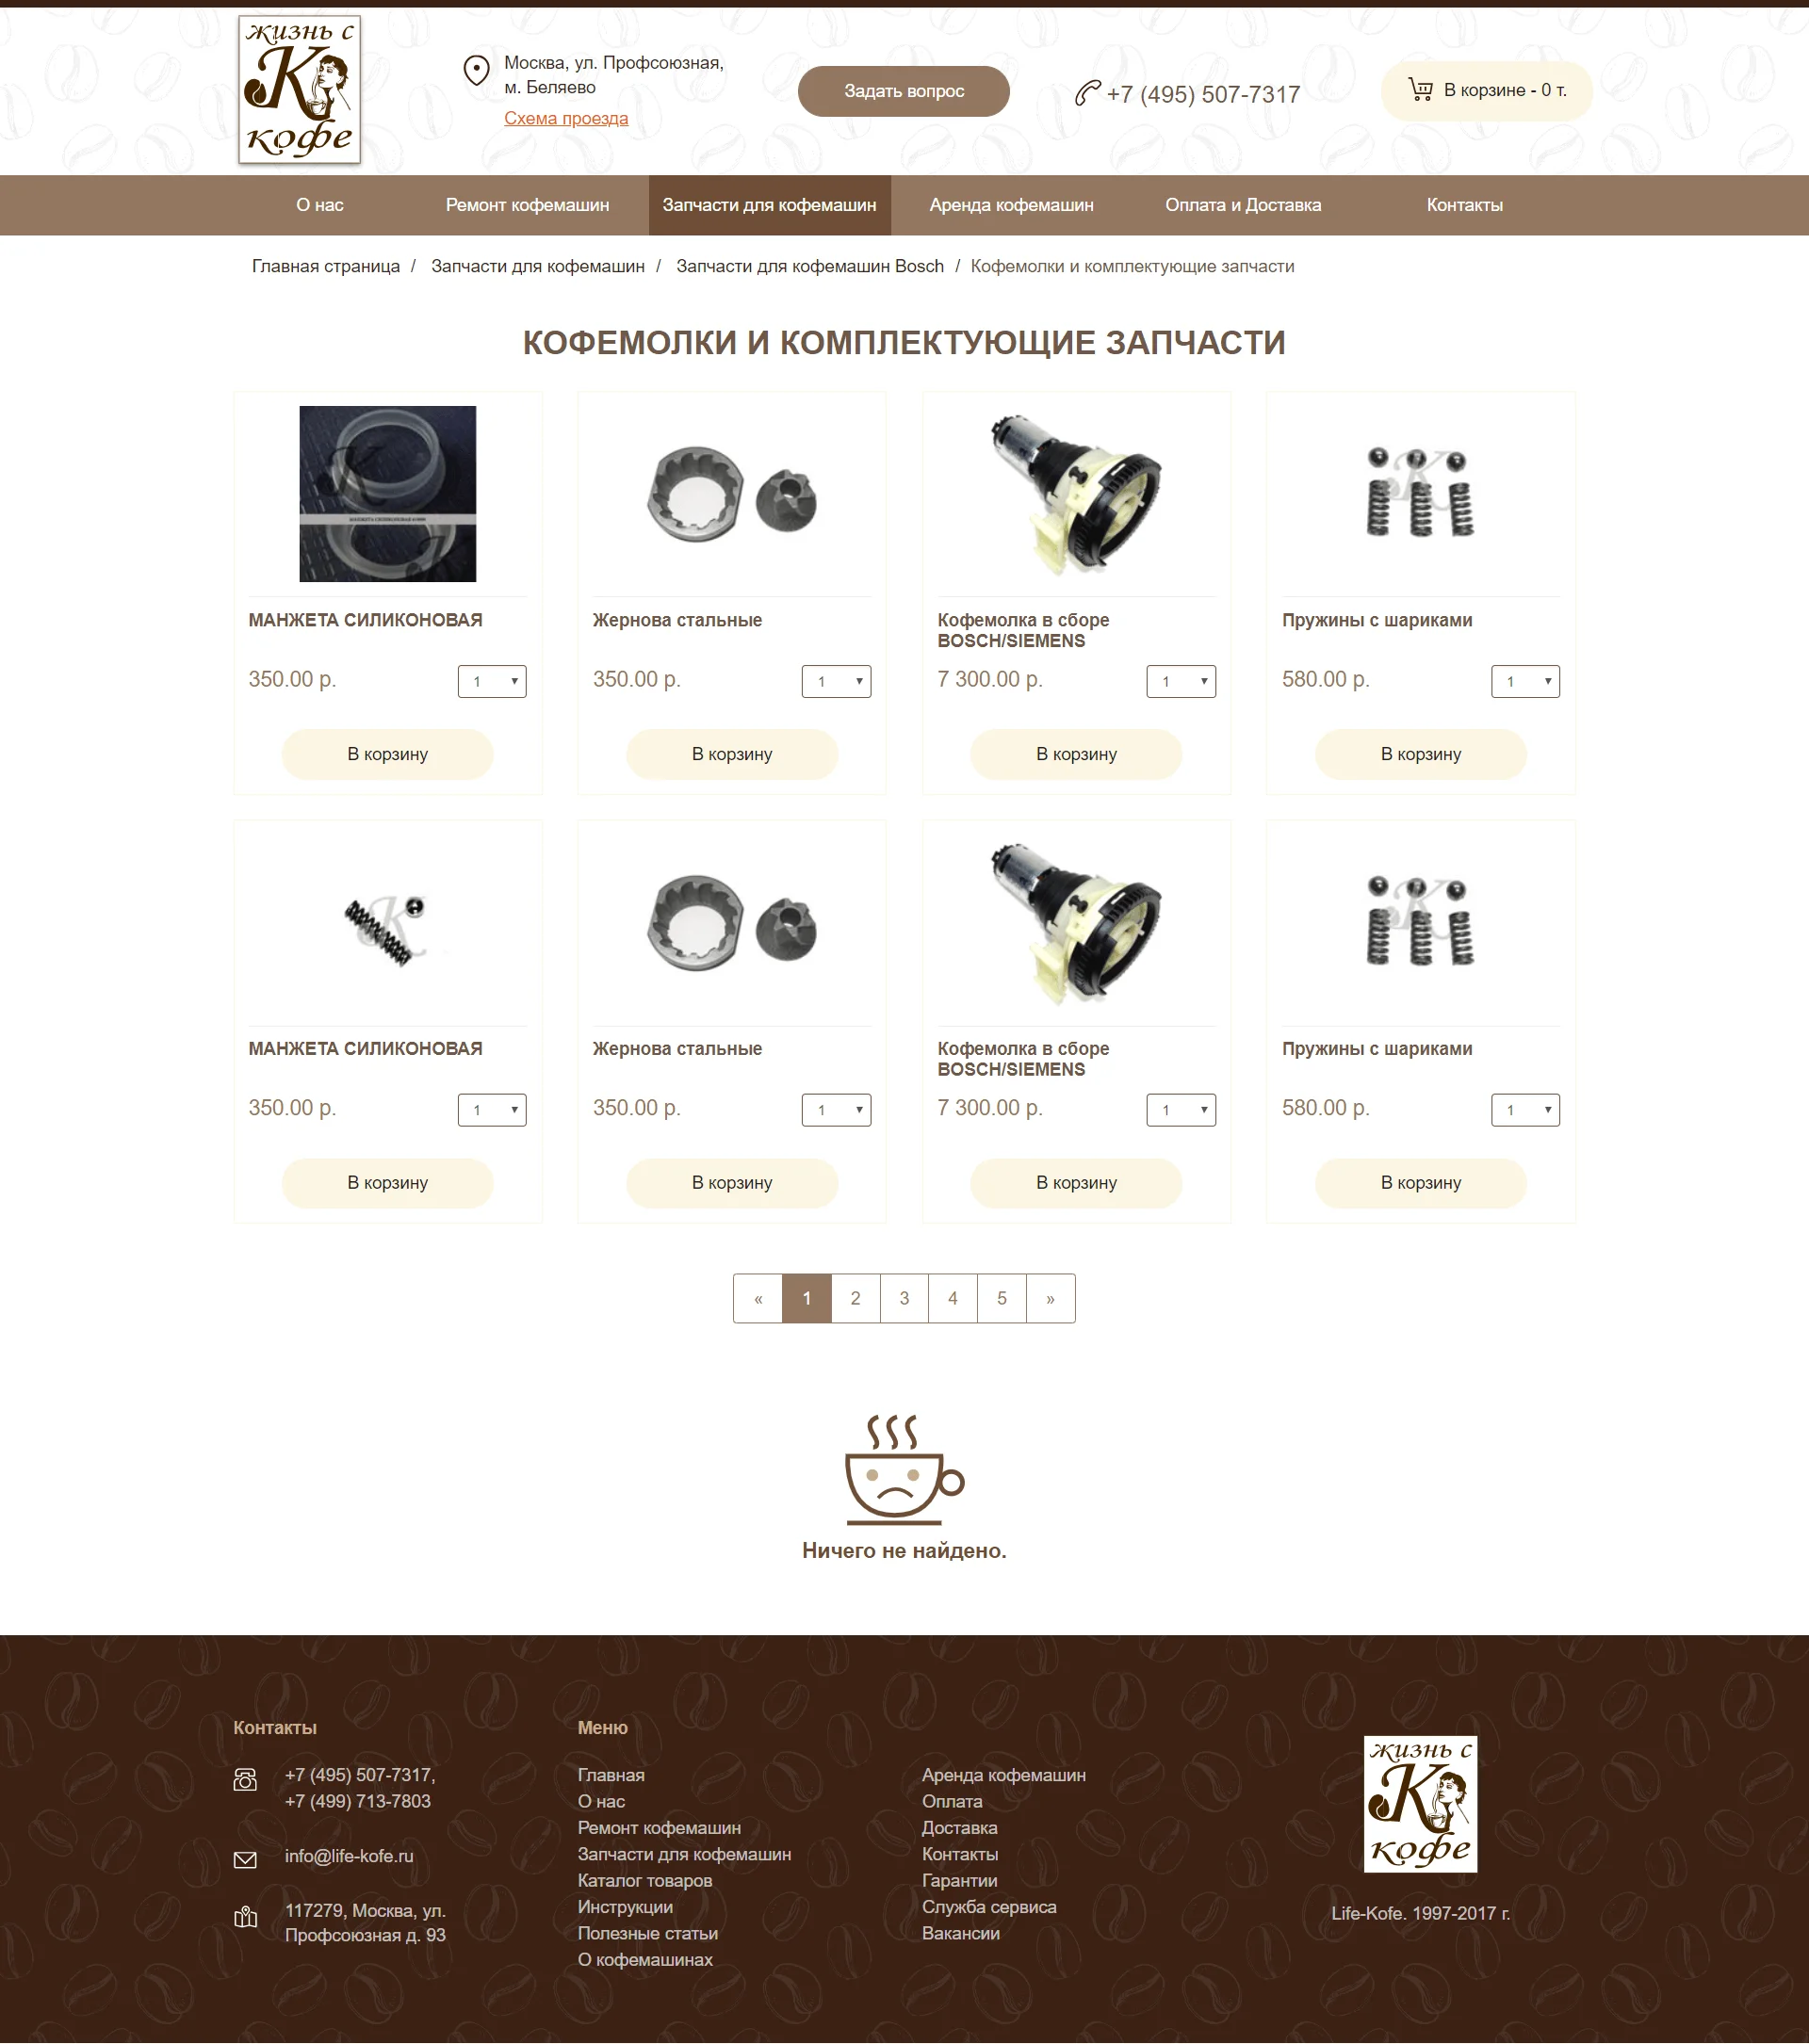 жизнь с
К
кофе
Москва, ул. Профсоюзная,
м. Беляево
Схема проезда
Задать вопрос
+7 (495) 507-7317
В корзине - 0 т.
О нас
Ремонт кофемашин
Запчасти для кофемашин
Аренда кофемашин
Оплата и Доставка
Контакты
Главная страница / Запчасти для кофемашин / Запчасти для кофемашин Bosch / Кофемолки и комплектующие запчасти
КОФЕМОЛКИ И КОМПЛЕКТУЮЩИЕ ЗАПЧАСТИ
МАНЖЕТА СИЛИКОНОВАЯ
350.00 р.
1
В корзину
Жернова стальные
350.00 р.
1
В корзину
Кофемолка в сборе
BOSCH/SIEMENS
7 300.00 р.
1
В корзину
Пружины с шариками
580.00 р.
1
В корзину
МАНЖЕТА СИЛИКОНОВАЯ
350.00 р.
1
В корзину
Жернова стальные
350.00 р.
1
В корзину
Кофемолка в сборе
BOSCH/SIEMENS
7 300.00 р.
1
В корзину
Пружины с шариками
580.00 р.
1
В корзину
« 1 2 3 4 5 »
Ничего не найдено.
Контакты
+7 (495) 507-7317,
+7 (499) 713-7803
info@life-kofe.ru
117279, Москва, ул.
Профсоюзная д. 93
Меню
Главная
О нас
Ремонт кофемашин
Запчасти для кофемашин
Каталог товаров
Инструкции
Полезные статьи
О кофемашинах
Аренда кофемашин
Оплата
Доставка
Контакты
Гарантии
Служба сервиса
Вакансии
жизнь с
К
кофе
Life-Kofe. 1997-2017 г.